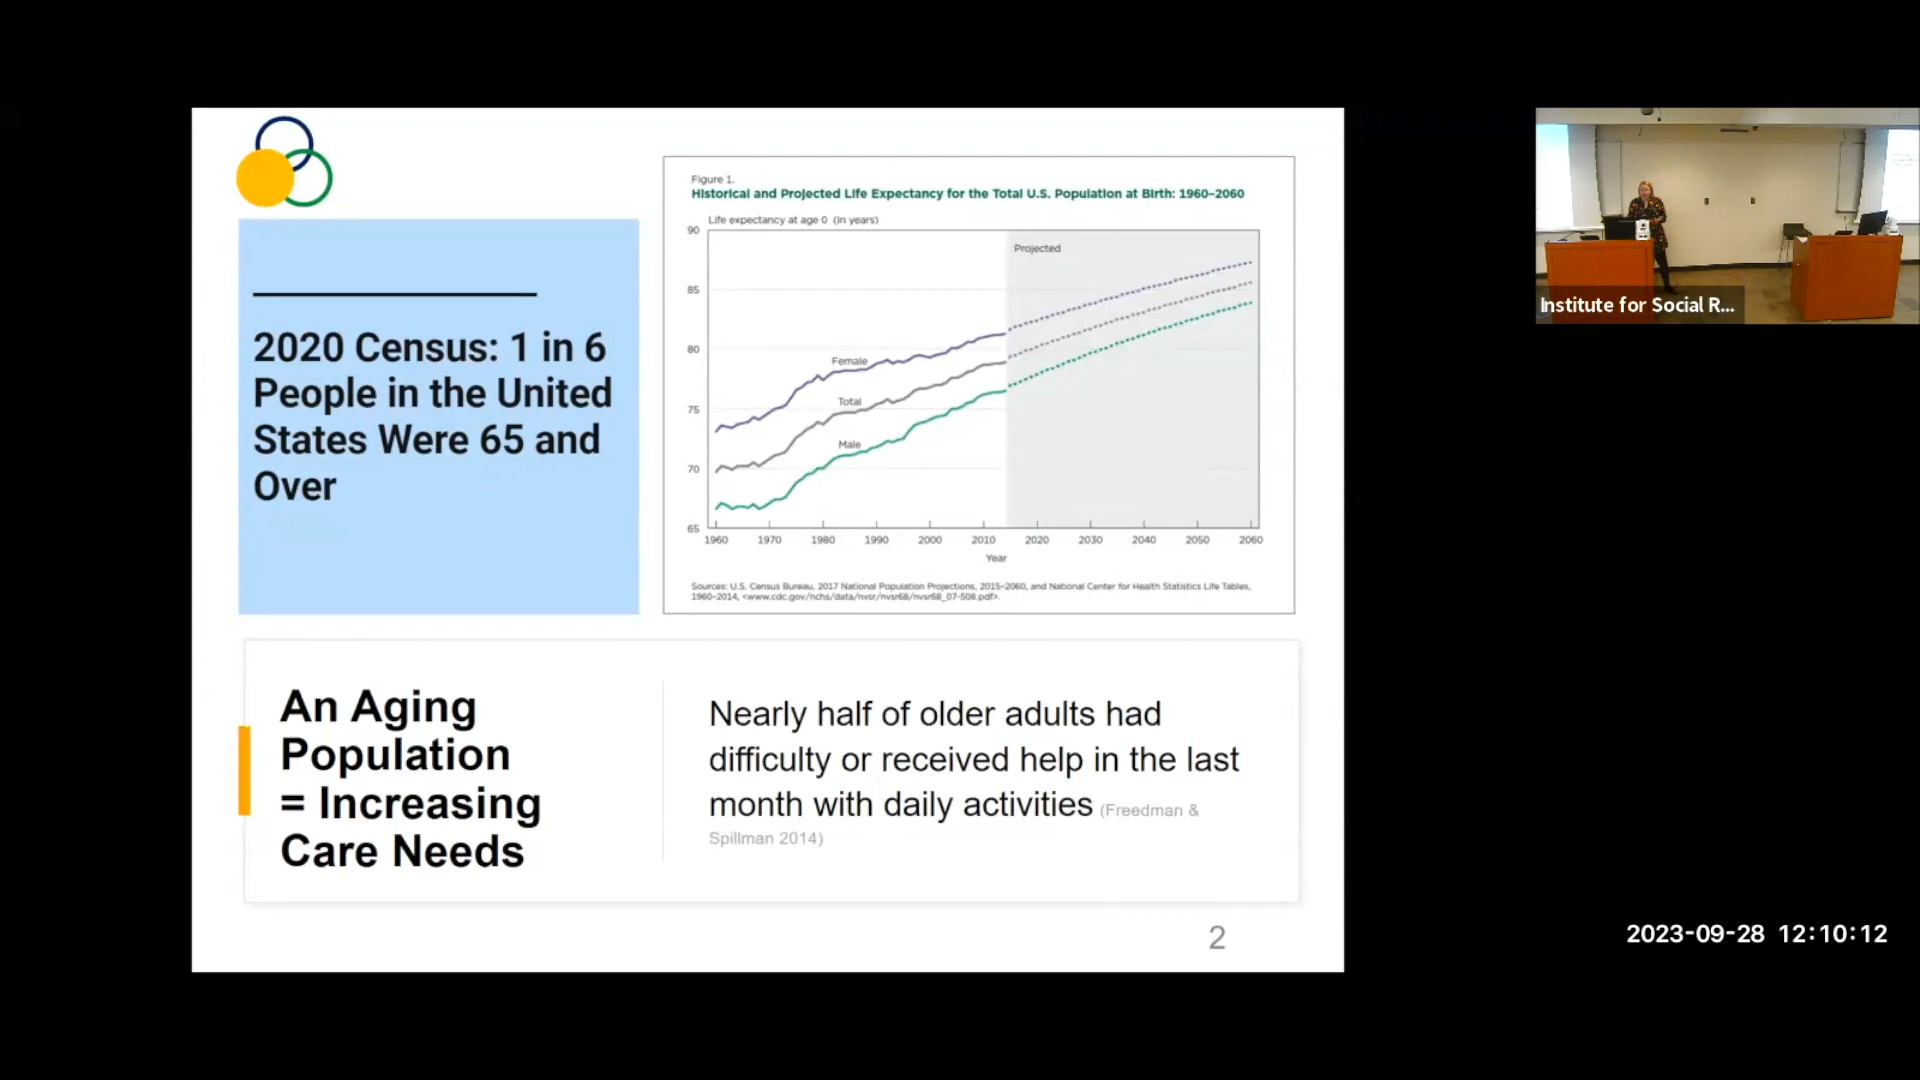 2020 Census: 1 in 6
People in the United
States Were 65 and
Over
Figure 1.
Historical and Projected Life Expectancy for the Total U.S. Population at Birth: 1960–2060
Life expectancy at age 0 (in years)
90
85
80
75
70
65
Projected
Female
Total
Male
1960 1970 1980 1990 2000 2010 2020 2030 2040 2050 2060
Year
Sources: U.S. Census Bureau, 2017 National Population Projections, 2015–2060, and National Center for Health Statistics Life Tables,
1960–2014, <www.cdc.gov/nchs/data/nvsr/nvsr68/nvsr68_07-508.pdf>.
An Aging
Population
= Increasing
Care Needs
Nearly half of older adults had
difficulty or received help in the last
month with daily activities (Freedman &
Spillman 2014)
2
Institute for Social R...
2023-09-28 12:10:12